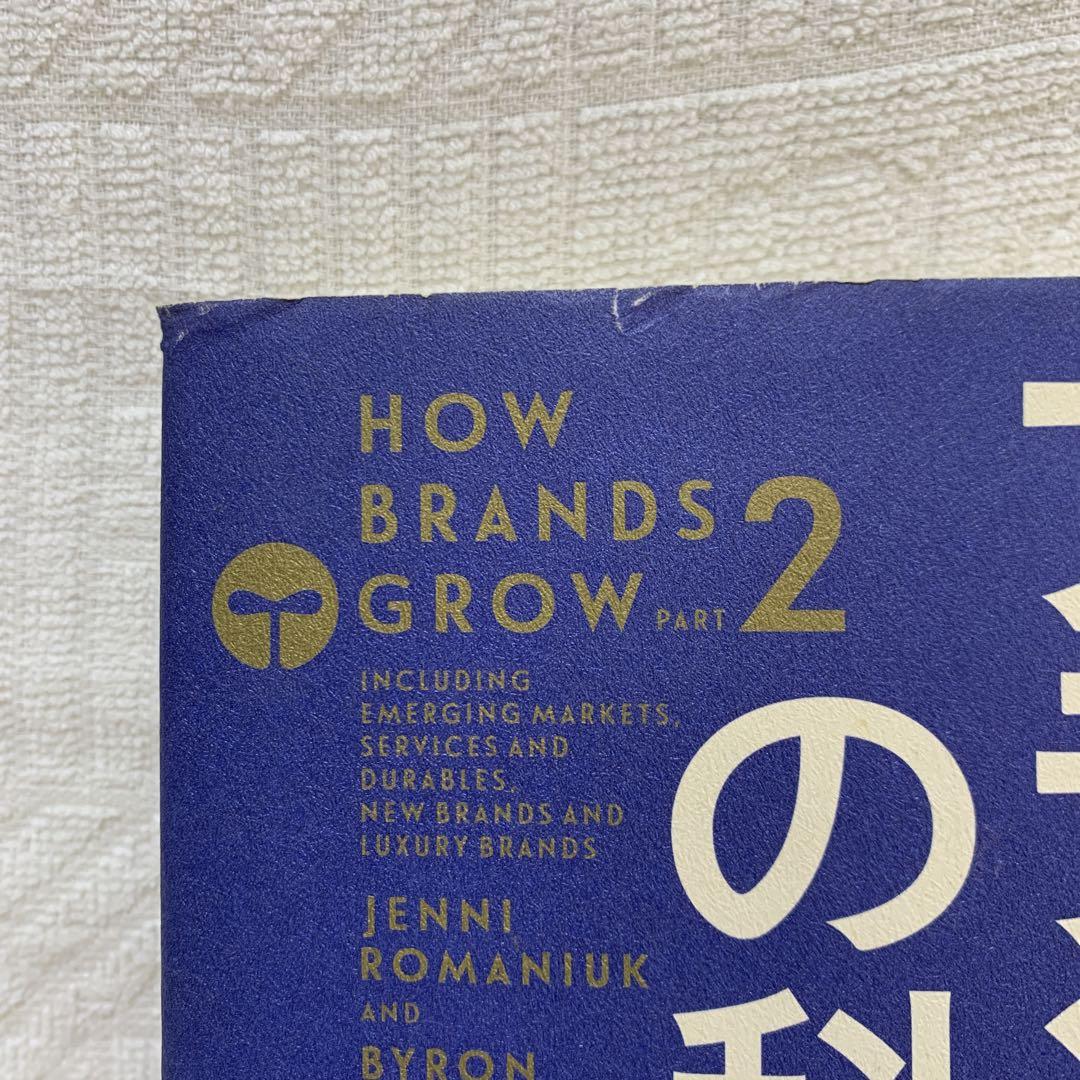 HOW
BRANDS
GROW PART 2
INCLUDING
EMERGING MARKETS,
SERVICES AND
DURABLES,
NEW BRANDS AND
LUXURY BRANDS
JENNI
ROMANIUK
AND
BYRON
の科